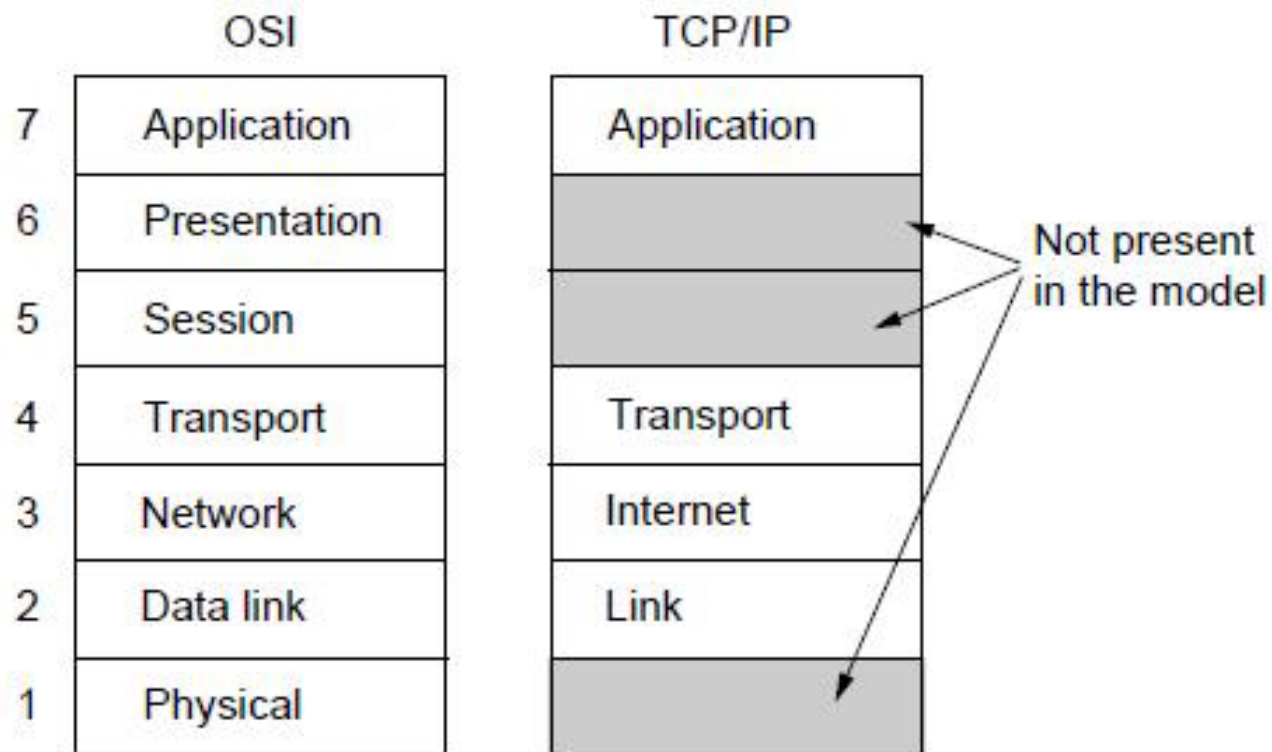 OSI TCP/IP
7 Application Application
6 Presentation
Not present
in the model
5 Session
4 Transport Transport
3 Network Internet
2 Data link Link
1 Physical